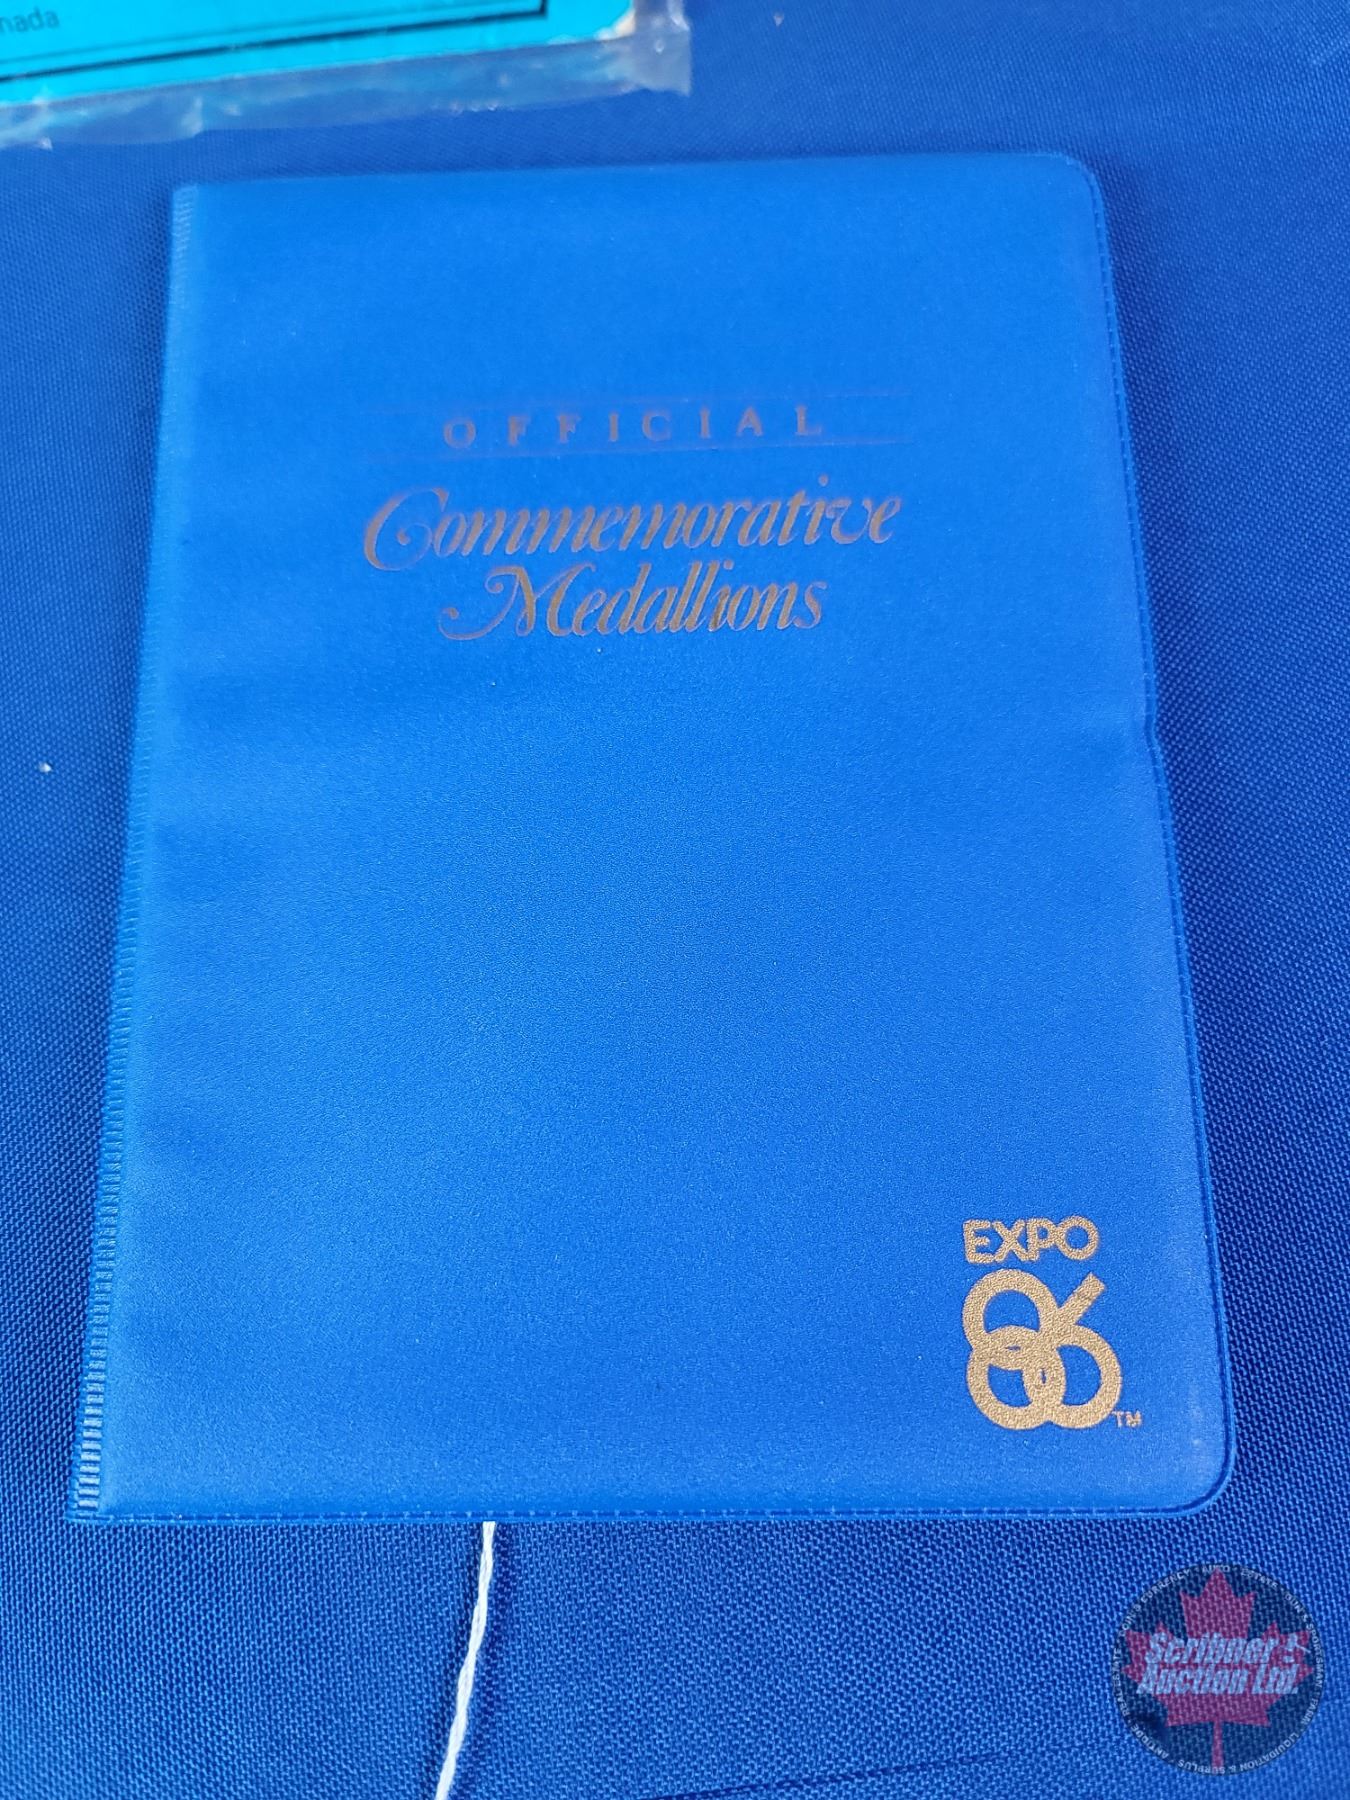 nada
OFFICIAL
Commemorative
Medallions
EXPO
86
TM
Scribner
Auction Ltd.